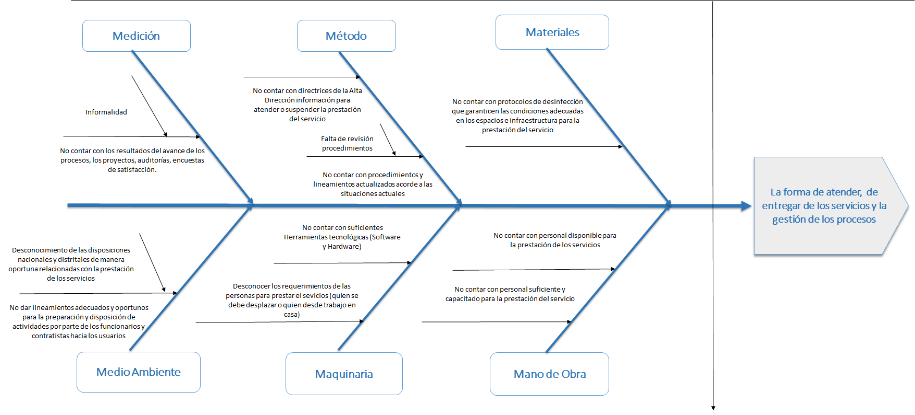 Medición
Método
Materiales
Informalidad
No contar con los resultados del avance de los
procesos, los proyectos, auditorías, encuestas
de satisfacción.
No contar con directrices de la Alta
Dirección información para
atender o suspender la prestación
del servicio
Falta de revisión
procedimientos
No contar con procedimientos y
lineamientos actualizados acorde a las
situaciones actuales
No contar con protocolos de desinfección
que garanticen las condiciones adecuadas
en los espacios e infraestructura para la
prestación del servicio
La forma de atender, de
entregar de los servicios y la
gestión de los procesos
Desconocimiento de las disposiciones
nacionales y distritales de manera
oportuna relacionadas con la prestación
de los servicios
No dar lineamientos adecuados y oportunos
para la preparación y disposición de
actividades por parte de los funcionarios y
contratistas hacia los usuarios
No contar con suficientes
Herramientas tecnológicas (Software
y Hardware)
Desconocer los requerimientos de las
personas para prestar el sevicios (quien se
debe desplazar o quien desde trabajo en
casa)
No contar con personal disponible para
la prestación de los servicios
No contar con personal suficiente y
capacitado para la prestación del servicio
Medio Ambiente
Maquinaria
Mano de Obra